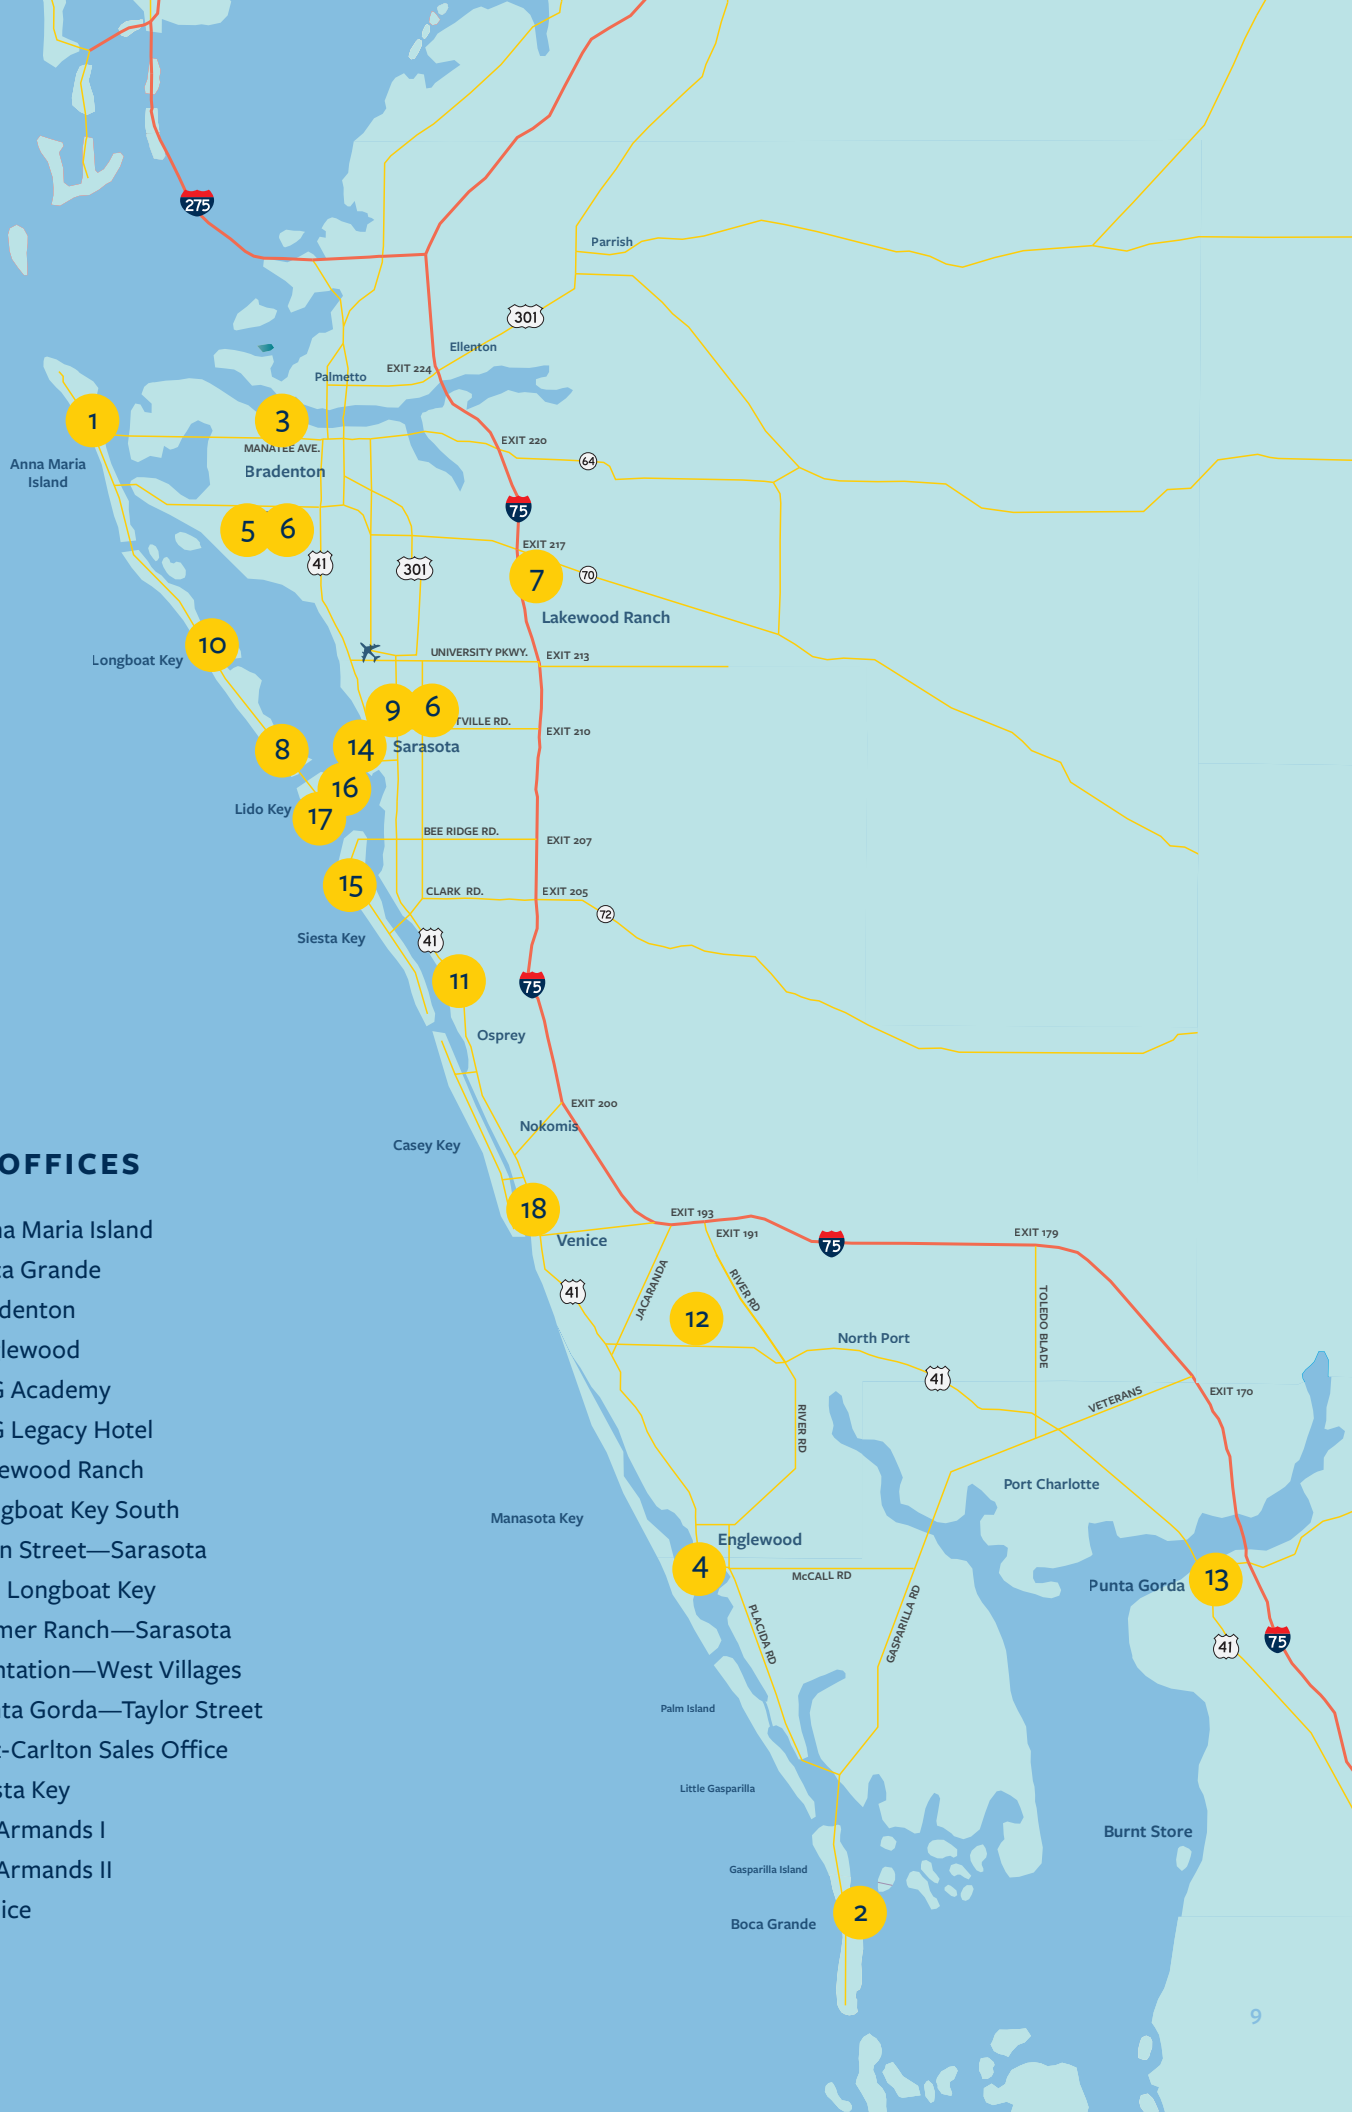 275
Parrish
301
Ellenton
EXIT 224
Palmetto
1
3
MANATEE AVE.
EXIT 220
64
Anna Maria
Island
Bradenton
75
5
6
EXIT 217
41
301
7
70
Lakewood Ranch
10
Longboat Key
UNIVERSITY PKWY.
EXIT 213
9
6
TVILLE RD.
EXIT 210
8
14
Sarasota
16
Lido Key
17
BEE RIDGE RD.
EXIT 207
15
CLARK RD.
EXIT 205
72
Siesta Key
41
11
75
Osprey
EXIT 200
Nokomis
Casey Key
OFFICES
18
EXIT 193
EXIT 191
75
EXIT 179
Venice
41
JACARANDA
RIVER RD
TOLEDO BLADE
12
North Port
41
VETERANS
EXIT 170
RIVER RD
Port Charlotte
Manasota Key
Englewood
4
McCALL RD
Punta Gorda
13
PLACIDA RD
GASPARILLA RD
41
75
Palm Island
Little Gasparilla
Burnt Store
Gasparilla Island
2
Boca Grande
na Maria Island
ca Grande
denton
lewood
G Academy
G Legacy Hotel
ewood Ranch
gboat Key South
n Street—Sarasota
Longboat Key
mer Ranch—Sarasota
ntation—West Villages
ta Gorda—Taylor Street
-Carlton Sales Office
sta Key
Armands I
Armands II
ice
9